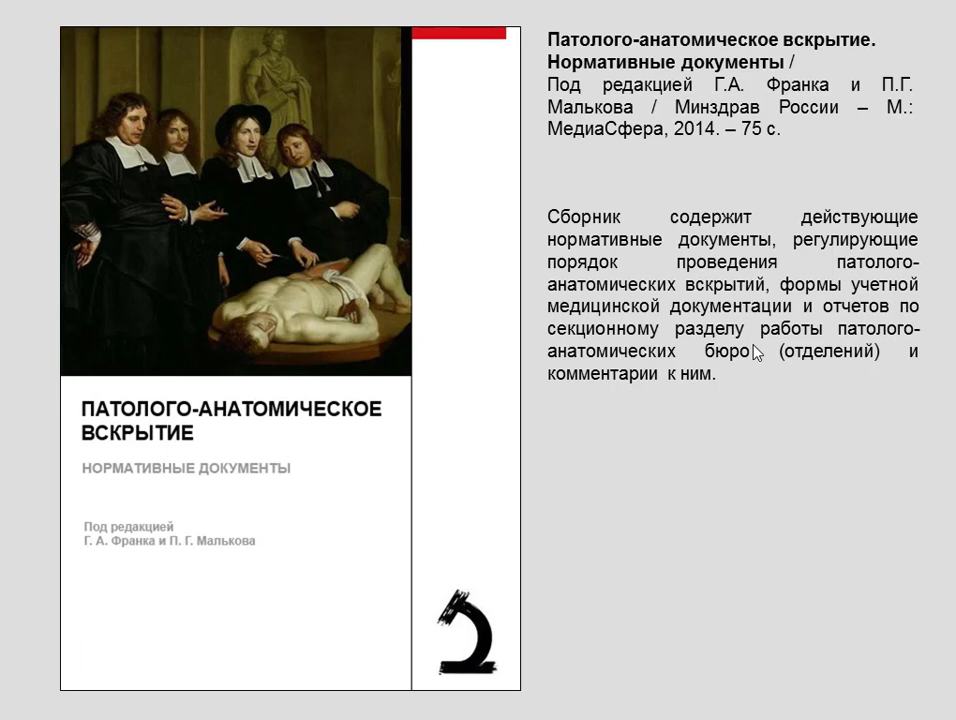 ПАТОЛОГО-АНАТОМИЧЕСКОЕ
ВСКРЫТИЕ
НОРМАТИВНЫЕ ДОКУМЕНТЫ
Под редакцией
Г. А. Франка и П. Г. Малькова
Патолого-анатомическое вскрытие.
Нормативные документы /
Под редакцией Г.А. Франка и П.Г.
Малькова / Минздрав России – М.:
МедиаСфера, 2014. – 75 с.
Сборник содержит действующие
нормативные документы, регулирующие
порядок проведения патолого-
анатомических вскрытий, формы учетной
медицинской документации и отчетов по
секционному разделу работы патолого-
анатомических бюро (отделений) и
комментарии к ним.